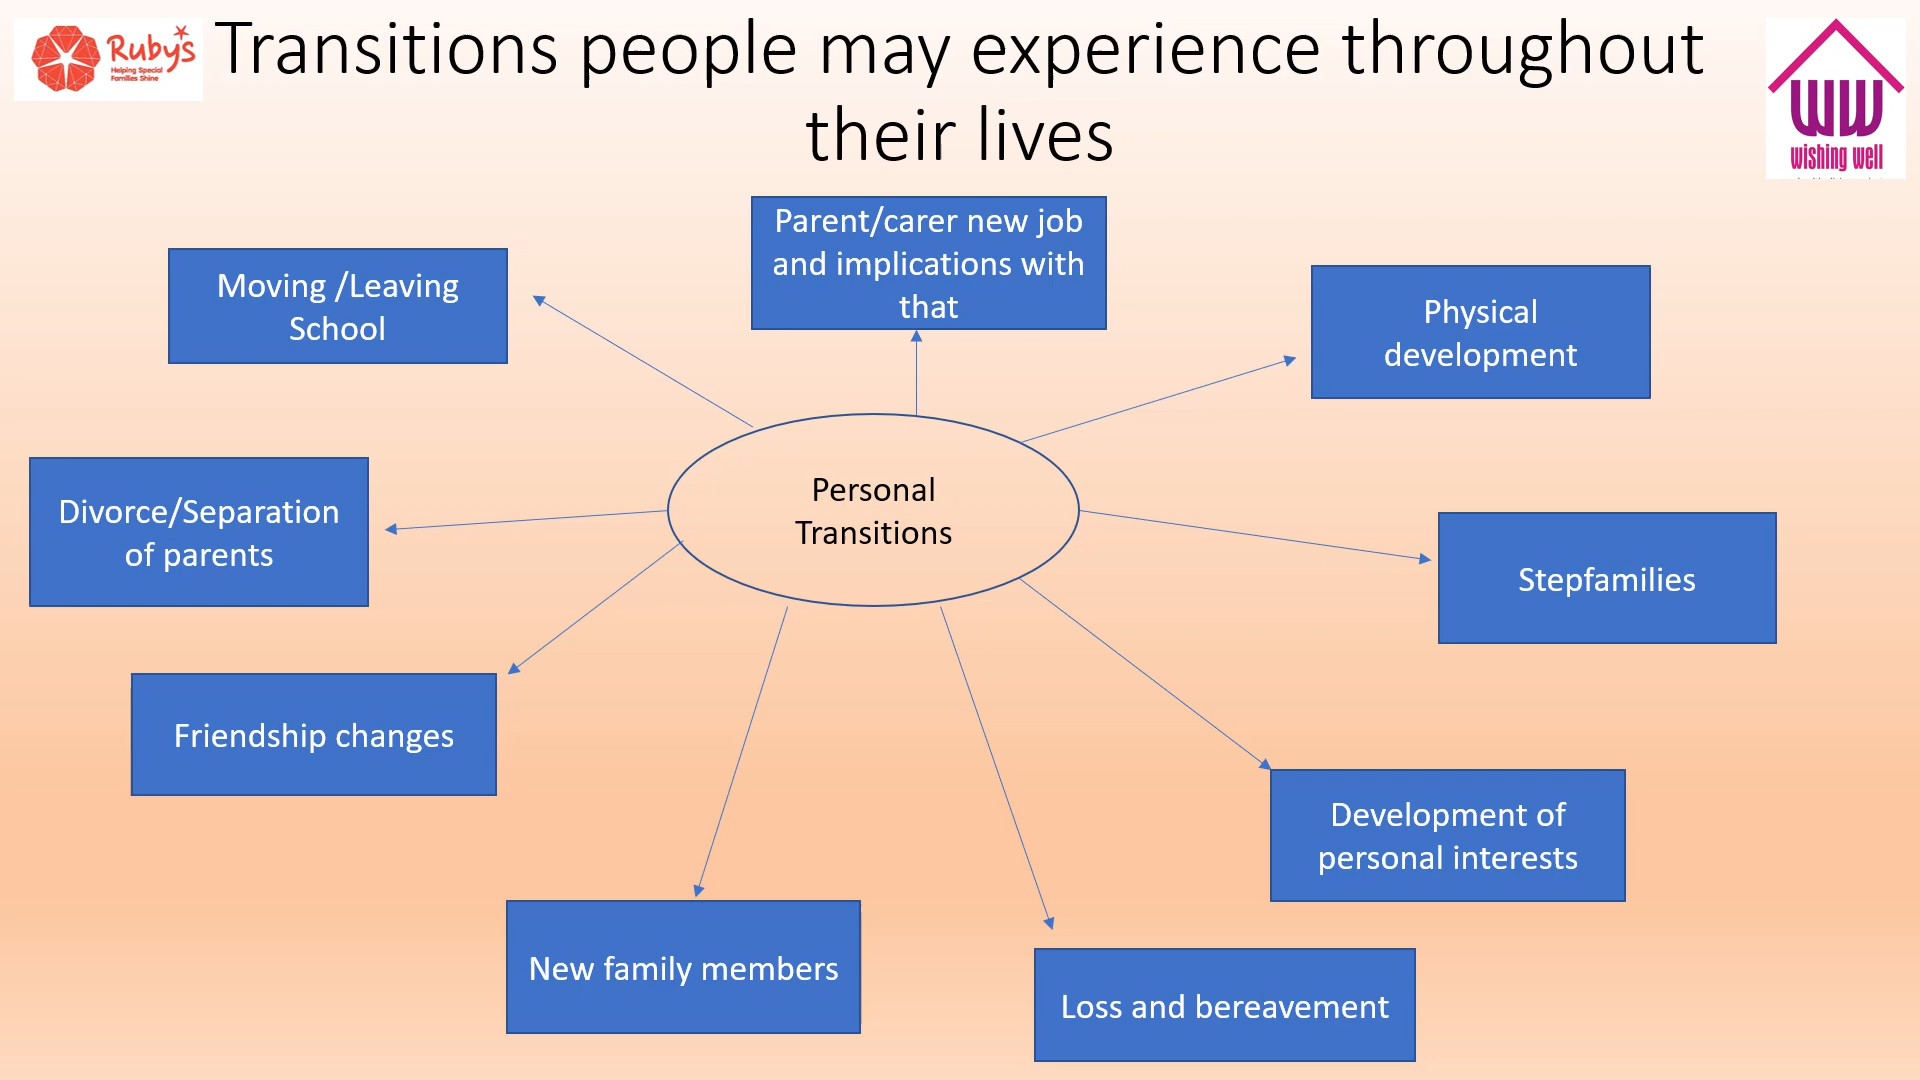 Rubys
Helping Special
Families Shine
Transitions people may experience throughout
their lives
WW
wishing well
Parent/carer new job
and implications with
that
Moving /Leaving
School
Physical
development
Personal
Transitions
Divorce/Separation
of parents
Stepfamilies
Friendship changes
Development of
personal interests
New family members
Loss and bereavement